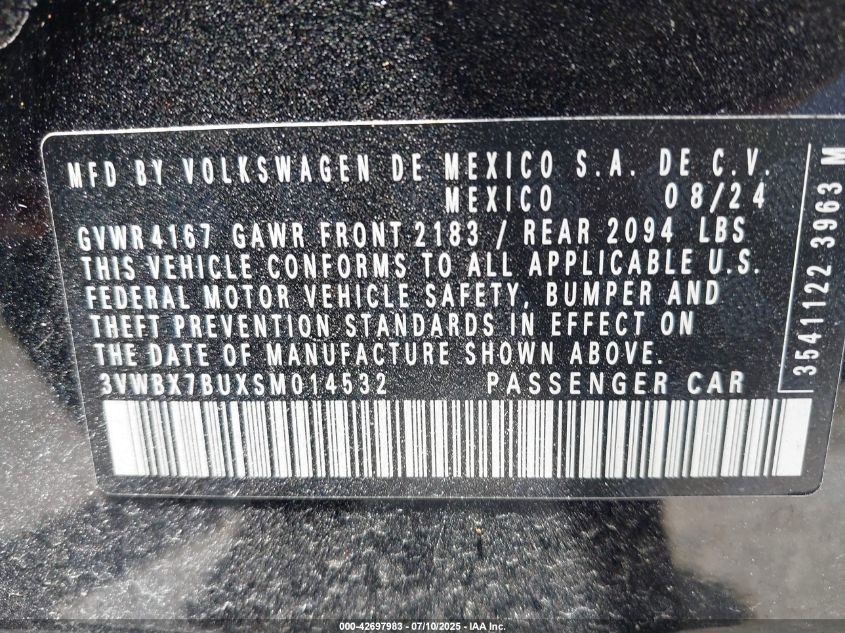 MFD BY VOLKSWAGEN DE MEXICO S.A. DE C.V.
MEXICO 08/24
GVWR 4167 GAWR FRONT 2183 / REAR 2094 LBS
THIS VEHICLE CONFORMS TO ALL APPLICABLE U.S.
FEDERAL MOTOR VEHICLE SAFETY, BUMPER AND
THEFT PREVENTION STANDARDS IN EFFECT ON
THE DATE OF MANUFACTURE SHOWN ABOVE.
3VWBX7BUXSM014532 PASSENGER CAR
3541122 3963 M
000-42697983 - 07/10/2025 - IAA Inc.